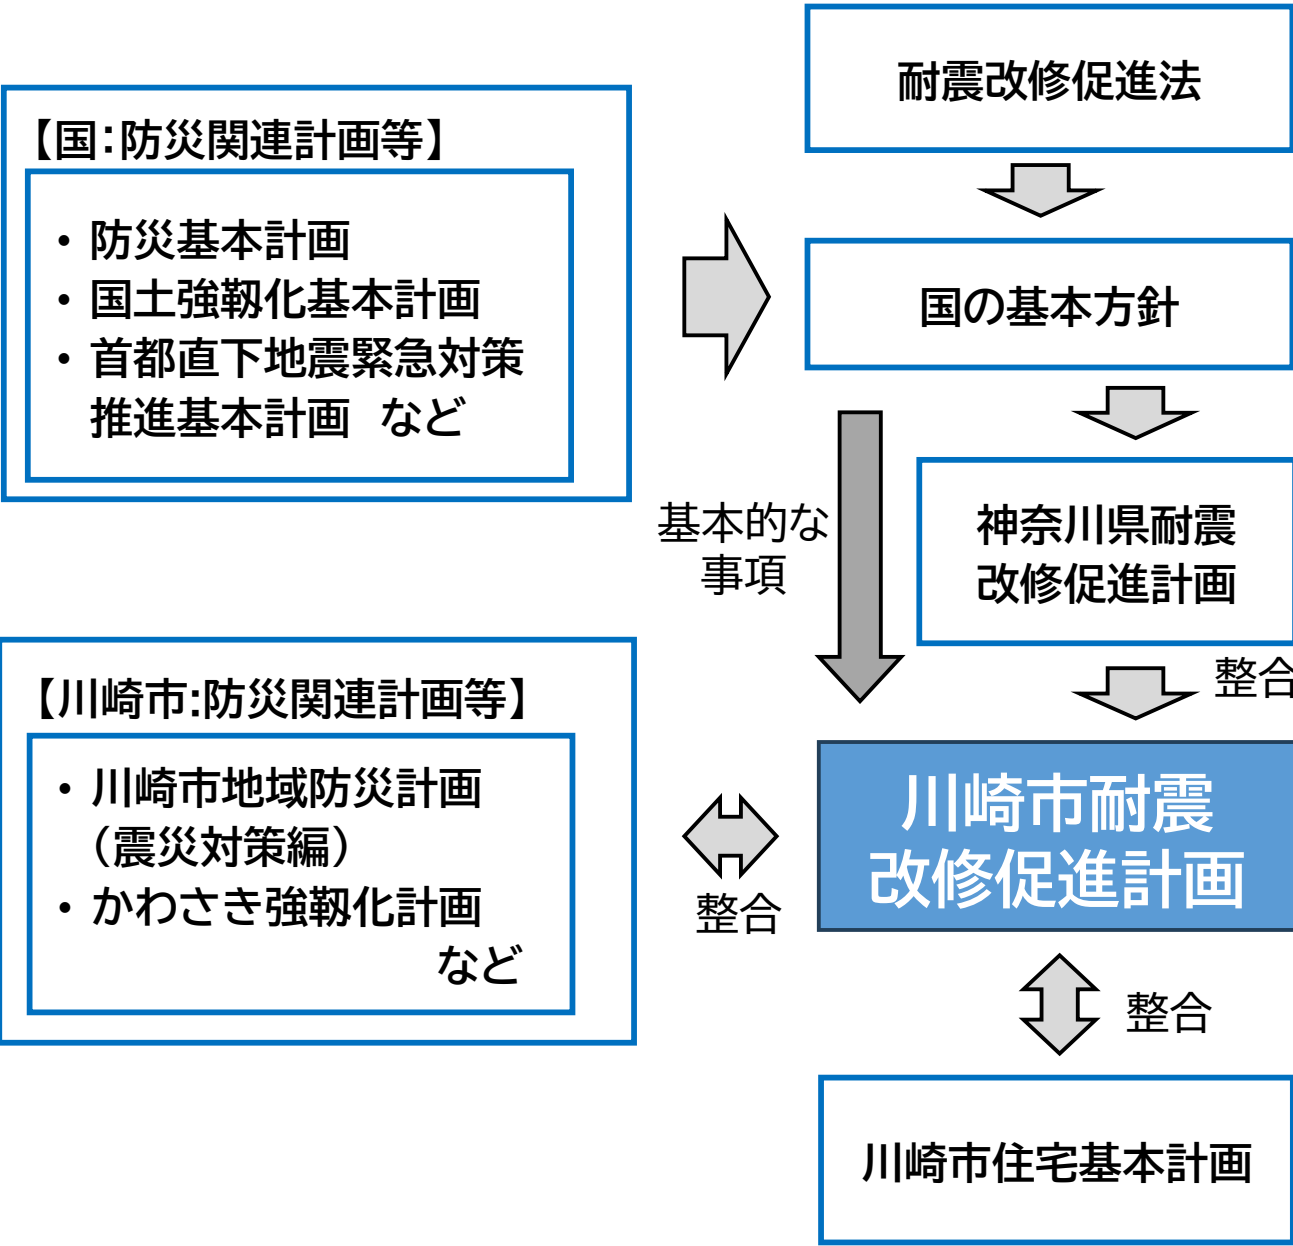 耐震改修促進法
【国:防災関連計画等】
・防災基本計画
・国土強靱化基本計画
・首都直下地震緊急対策
推進基本計画 など
国の基本方針
基本的な
事項
神奈川県耐震
改修促進計画
整合
【川崎市:防災関連計画等】
・川崎市地域防災計画
（震災対策編）
・かわさき強靱化計画
など
整合
川崎市耐震
改修促進計画
整合
川崎市住宅基本計画